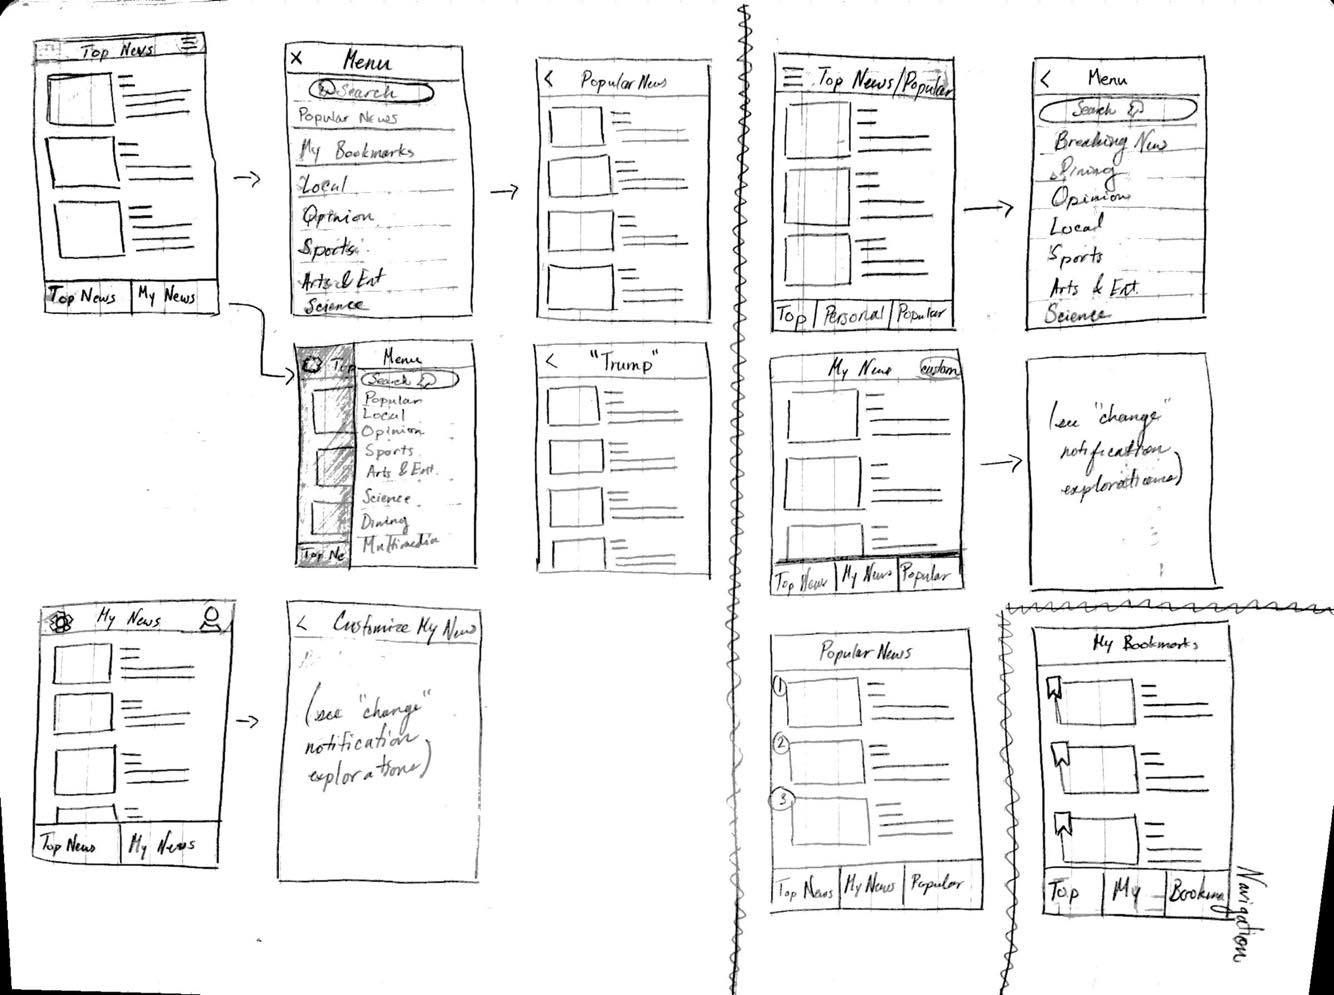 Top News
Top News
My News
X Menu
Search
Popular News
My Bookmarks
Local
Opinion
Sports
Arts & Ent
Science
< Popular News
Top
Top Ne
Menu
Search
Popular
Local
Opinion
Sports
Arts & Ent.
Science
Dining
Multimedia
< "Trump"
My News
Top News
My News
< Customize My News
(see "change"
notification
explorations)
Top News/Popular
Top
Personal
Popular
< Menu
Search
Breaking New
Dining
Opinion
Local
Sports
Arts & Ent.
Science
My News
custom
Top News
My News
Popular
(see "change"
notification
explorations)
Popular News
1
2
3
Top News
My News
Popular
My Bookmarks
Top
My
Bookma
Navigation